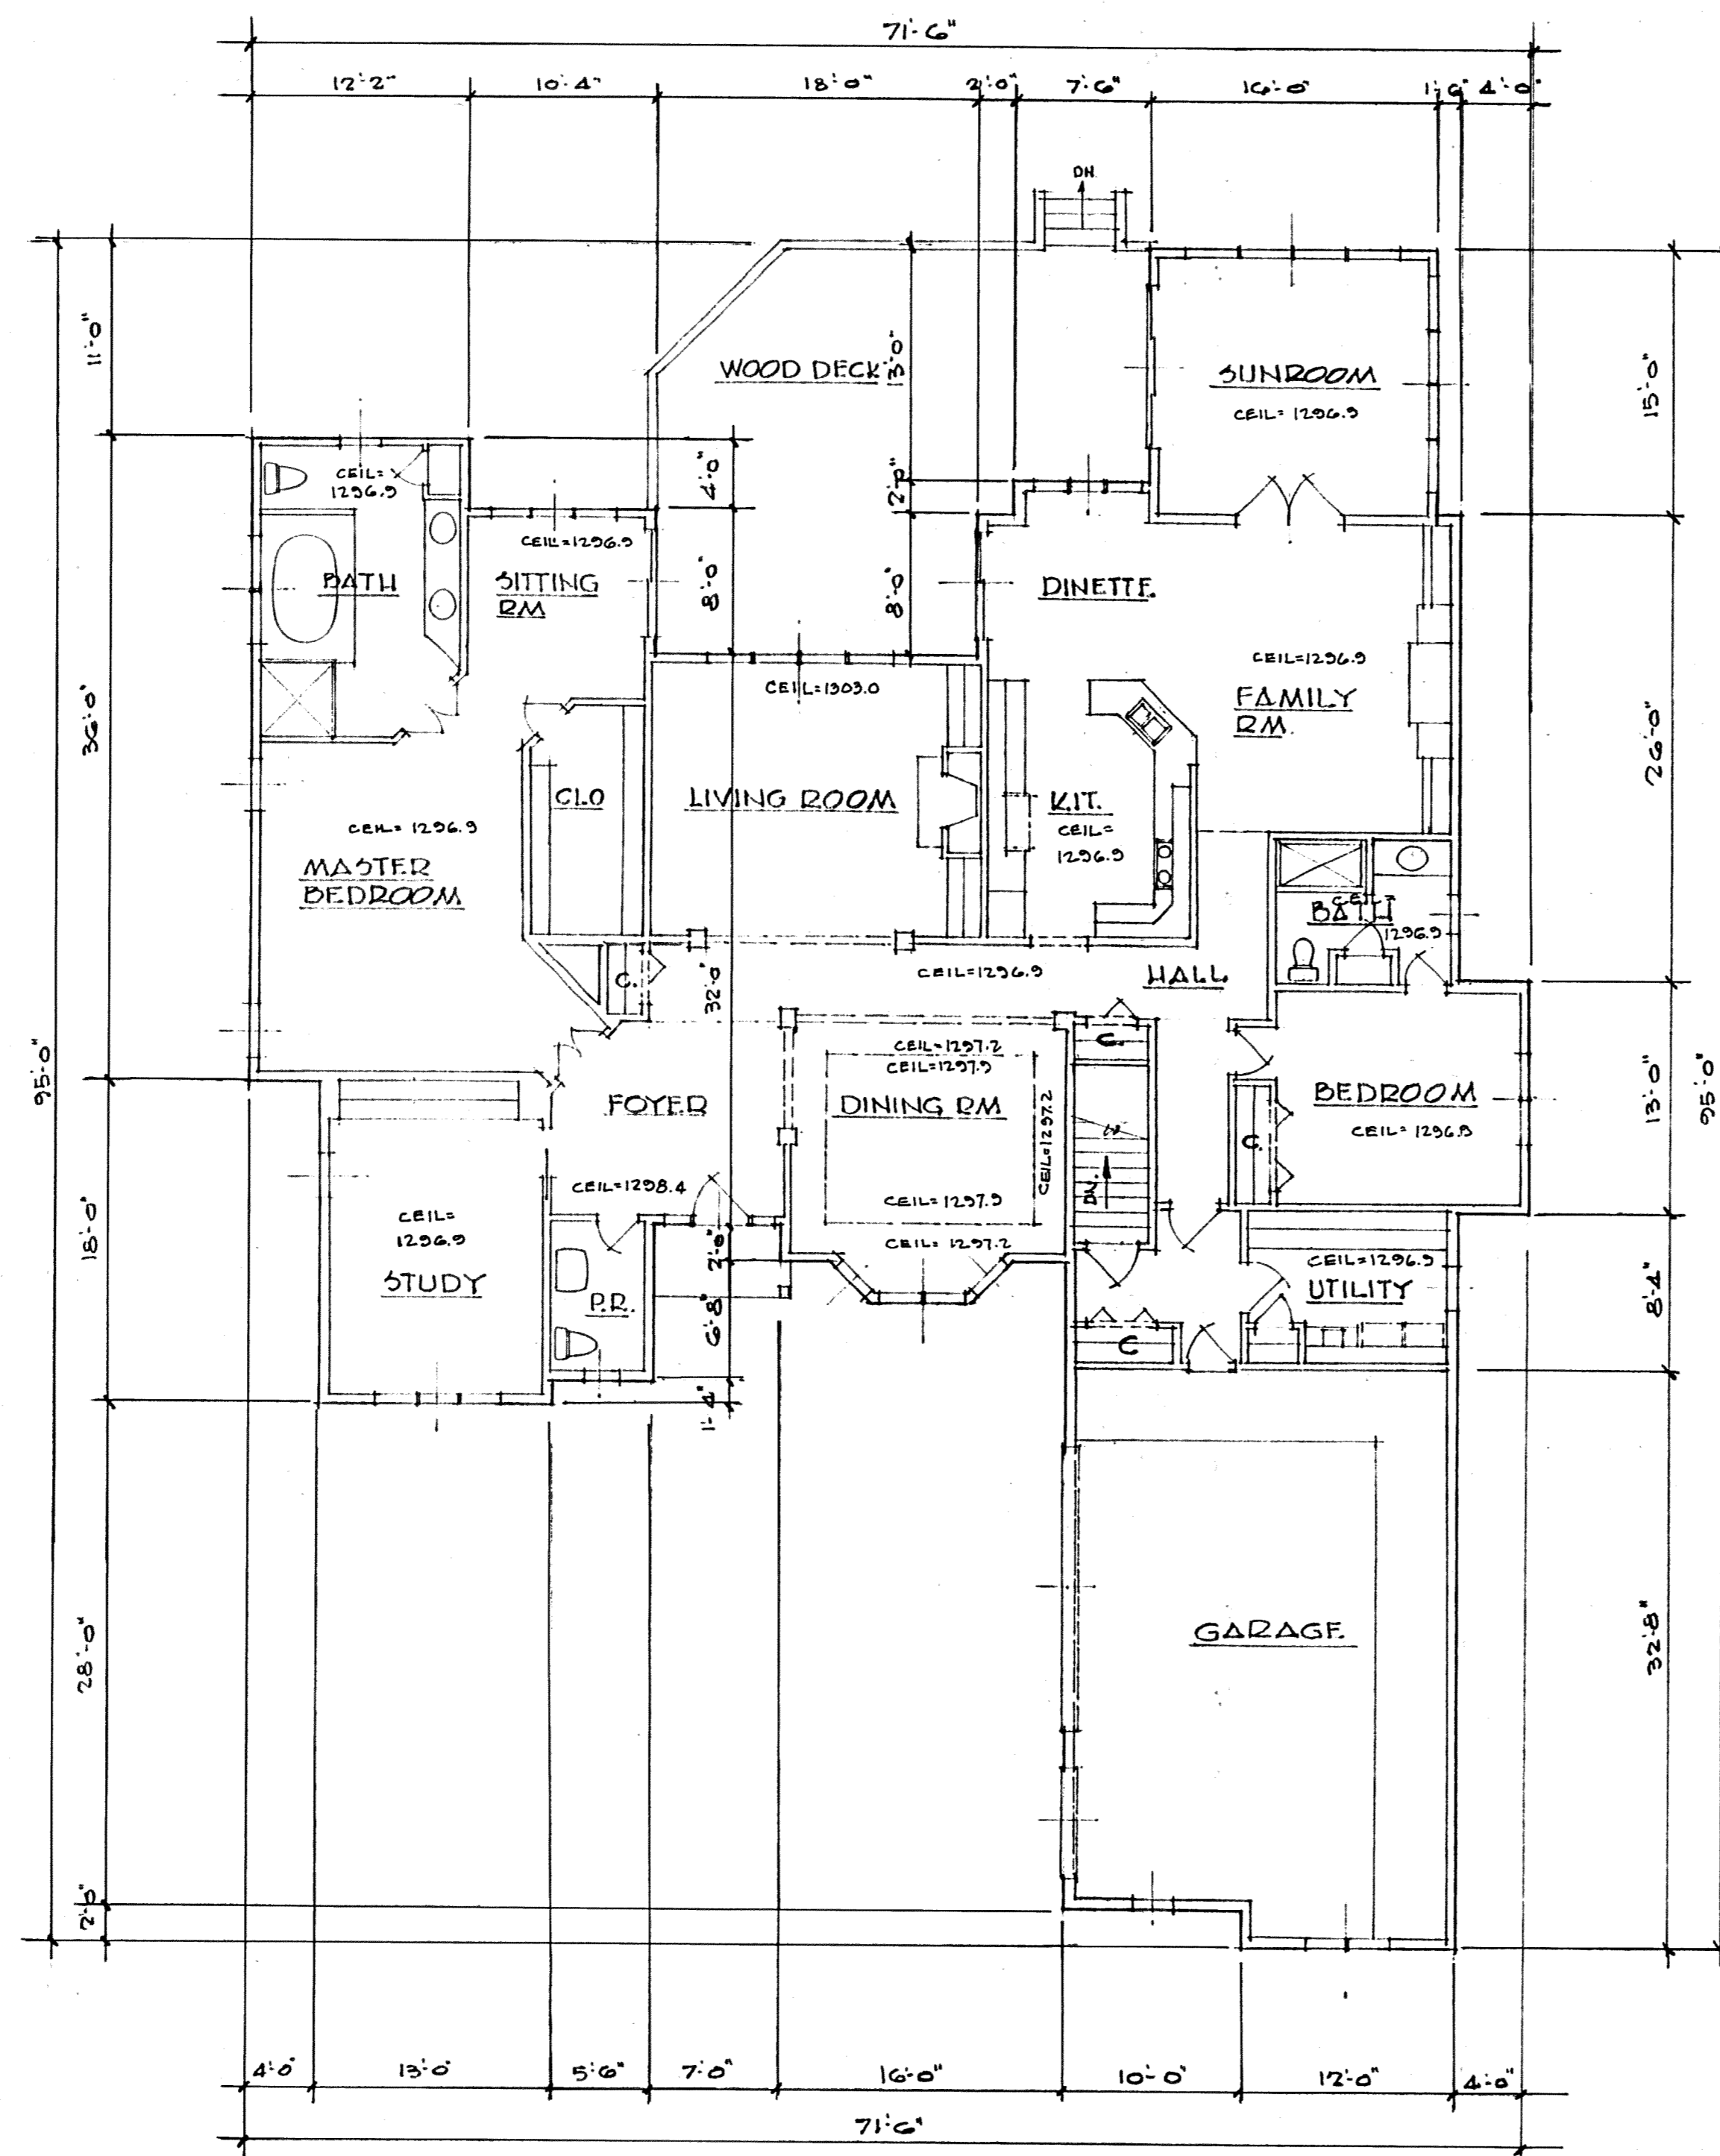 71'-6"
12'-2"
10'-4"
18'-0"
2'-0"
7'-6"
16'-0"
1'-6"
4'-0"
DN.
11'-0"
WOOD DECK
13'-0"
SUNROOM
CEIL= 1296.9
15'-0"
CEIL=
1296.9
4'-0"
2'-0"
CEIL=1296.9
BATH
SITTING
RM
8'-0"
8'-0"
DINETTE
36'-0"
CEIL=1303.0
CEIL=1296.9
FAMILY
RM.
26'-0"
CLO
LIVING ROOM
KIT.
CEIL=
1296.9
CEIL= 1296.9
MASTER
BEDROOM
BATH
CEIL=
1296.9
C.
32'-0"
CEIL=1296.9
HALL
95'-0"
CEIL=1297.2
CEIL=1297.9
C.
FOYER
DINING RM
CEIL=1297.2
BEDROOM
CEIL= 1296.9
13'-0"
95'-0"
C.
DN.
18'-0"
CEIL=1298.4
CEIL=1297.9
CEIL=
1296.9
STUDY
2'-0"
CEIL= 1297.2
CEIL=1296.9
UTILITY
8'-4"
P.R.
6'-8"
C
1'-4"
28'-0"
GARAGE
32'-8"
2'-0"
4'-0"
13'-0"
5'-6"
7'-0"
16'-0"
10'-0"
12'-0"
4'-0"
71'-6"